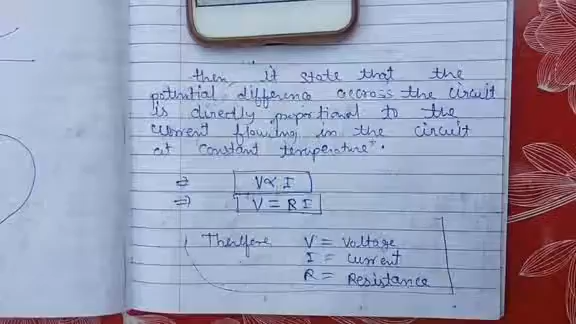 then it state that the
potential difference accross the circuit
is directly proportional to the
current flowing in the circuit
at constant temperature.
⇒ V∝ I
⇒ V = RI
Therefore V = Voltage
I = Current
R = Resistance